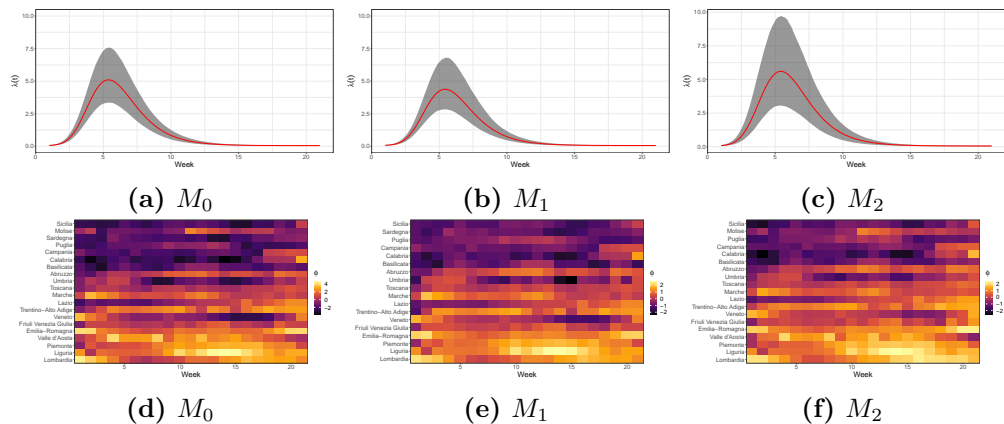 10.0
7.5
5.0
2.5
0.0
λ(t)
0 5 10 15 20
Week
(a) M₀
10.0
7.5
5.0
2.5
0.0
λ(t)
0 5 10 15 20
Week
(b) M₁
10.0
7.5
5.0
2.5
0.0
λ(t)
0 5 10 15 20
Week
(c) M₂
Sicilia
Molise
Sardegna
Puglia
Campania
Calabria
Basilicata
Abruzzo
Umbria
Toscana
Marche
Lazio
Trentino−Alto Adige
Veneto
Friuli Venezia Giulia
Emilia−Romagna
Valle d'Aosta
Piemonte
Liguria
Lombardia
5 10 15 20
Week
4
2
0
−2
(d) M₀
Sicilia
Sardegna
Puglia
Campania
Calabria
Basilicata
Abruzzo
Umbria
Toscana
Marche
Lazio
Trentino−Alto Adige
Veneto
Friuli Venezia Giulia
Emilia−Romagna
Piemonte
Liguria
Lombardia
5 10 15 20
Week
4
2
0
−2
(e) M₁
Sicilia
Molise
Puglia
Campania
Calabria
Basilicata
Abruzzo
Umbria
Toscana
Marche
Lazio
Trentino−Alto Adige
Veneto
Friuli Venezia Giulia
Emilia−Romagna
Valle d'Aosta
Piemonte
Liguria
Lombardia
5 10 15 20
Week
2
0
−2
(f) M₂